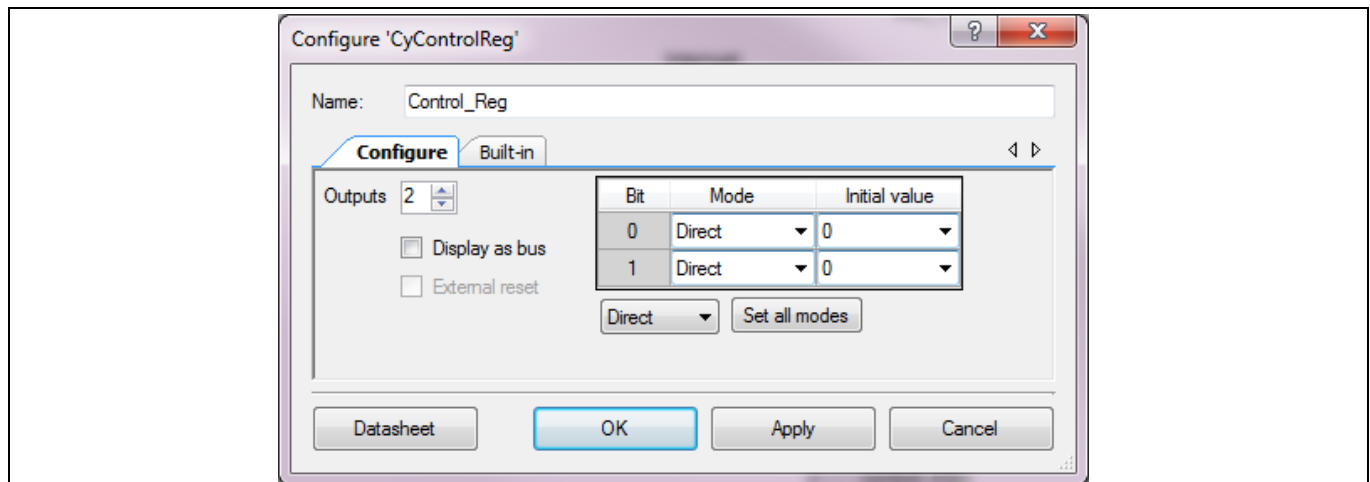 Configure 'CyControlReg'
Name: Control_Reg
Configure Built-in
Outputs 2
Display as bus
External reset
Bit Mode Initial value
0 Direct 0
1 Direct 0
Direct Set all modes
Datasheet OK Apply Cancel